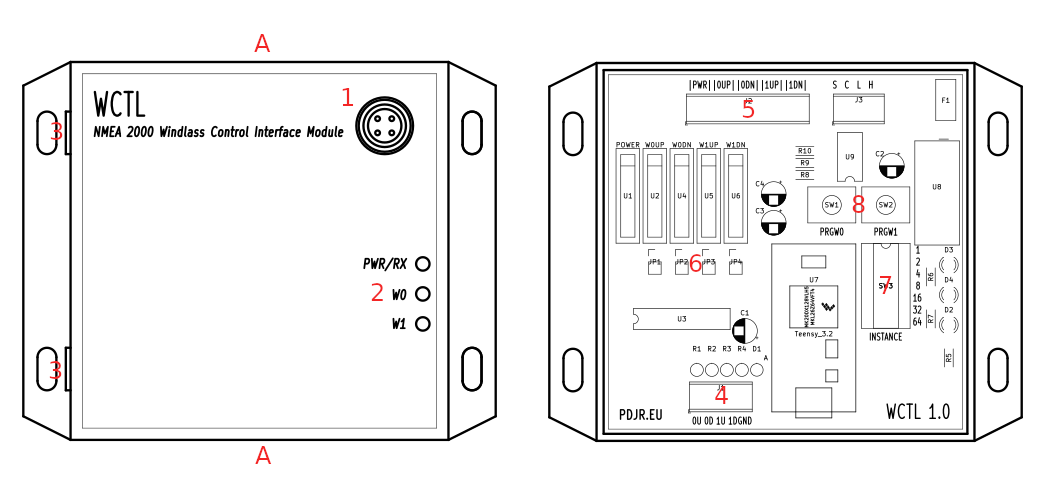 A
WCTL
NMEA 2000 Windlass Control Interface Module
1
3
PWR/RX
2
W0
W1
3
A
|PWR||0UP||0DN||1UP||1DN|
S C L H
J2
5
J3
F1
POWER W0UP W0DN W1UP W1DN
R10
R9
R8
U9
C2
+
U1 U2 U4 U5 U6
C4
+
C3
+
SW1
8
SW2
U8
PRGW0 PRGW1
JP1 JP2 JP3 JP4
6
1
2
4
8
16
32
64
D3
D4
D2
R6
R7
R5
7
SW3
INSTANCE
U7
MK20DX128VLH5
MKL26Z64VFT4
Teensy_3.2
U3
C1
+
R1 R2 R3 R4 D1
A
4
0U 0D 1U 1DGND
PDJR.EU
WCTL 1.0